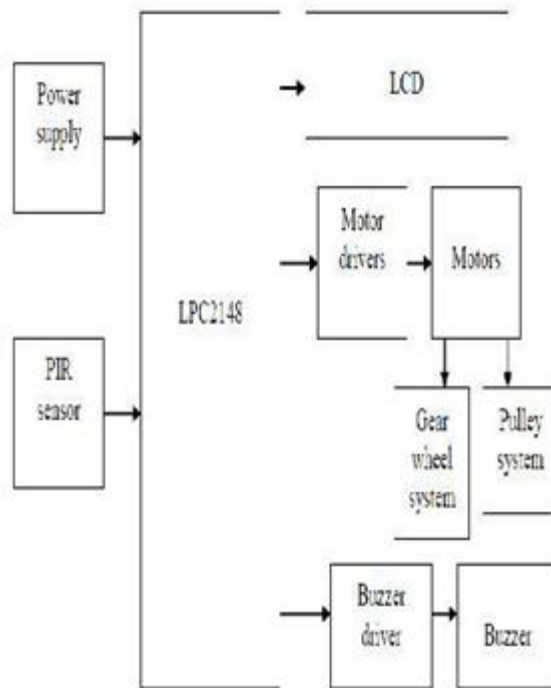 Power
supply
LCD
Motor
drivers
Motors
LPC2148
PIR
sensor
Gear
wheel
system
Pulley
system
Buzzer
driver
Buzzer